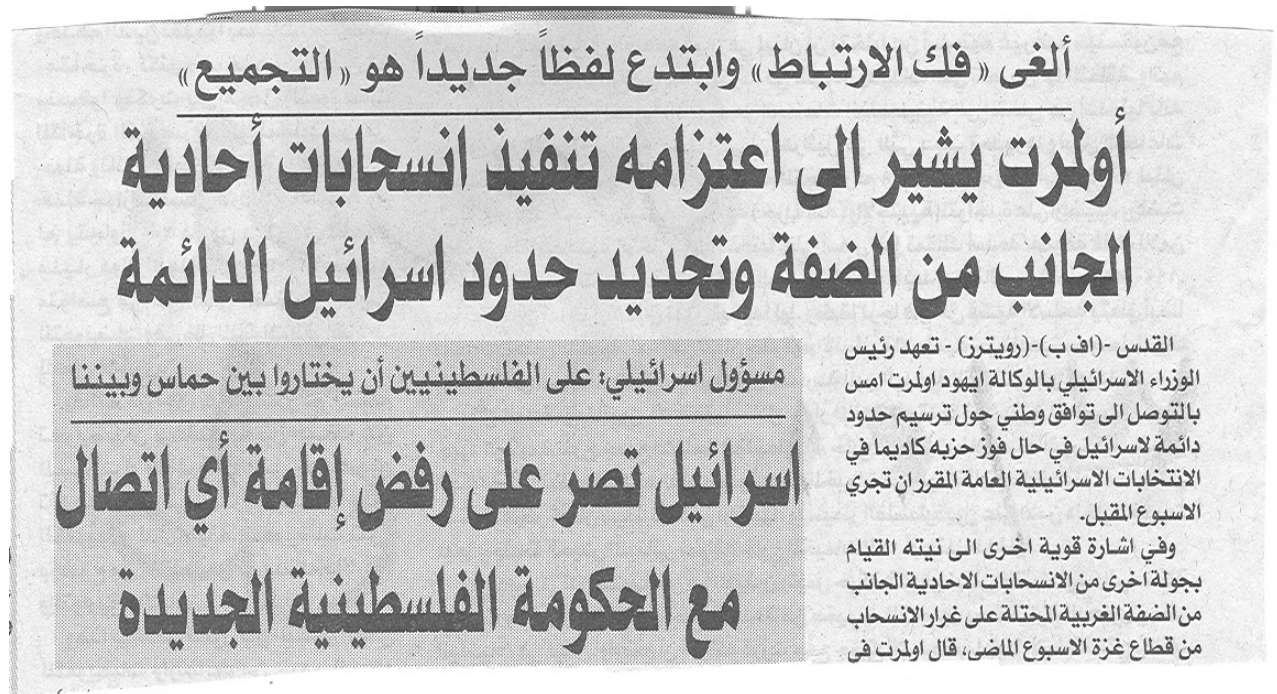 ألغى «فك الارتباط» وابتدع لفظاً جديداً هو «التجميع»
أولمرت يشير الى اعتزامه تنفيذ انسحابات أحادية
الجانب من الضفة وتحديد حدود اسرائيل الدائمة
القدس -(اف ب)-(رويترز) - تعهد رئيس
الوزراء الاسرائيلي بالوكالة ايهود اولمرت امس
بالتوصل الى توافق وطني حول ترسيم حدود
دائمة لاسرائيل في حال فوز حزبه كاديما في
الانتخابات الاسرائيلية العامة المقرر ان تجري
الاسبوع المقبل.
وفي اشارة قوية اخرى الى نيته القيام
بجولة اخرى من الانسحابات الاحادية الجانب
من الضفة الغربية المحتلة على غرار الانسحاب
من قطاع غزة الاسبوع الماضي، قال اولمرت في
مسؤول اسرائيلي: على الفلسطينيين أن يختاروا بين حماس وبيننا
اسرائيل تصر على رفض إقامة أي اتصال
مع الحكومة الفلسطينية الجديدة